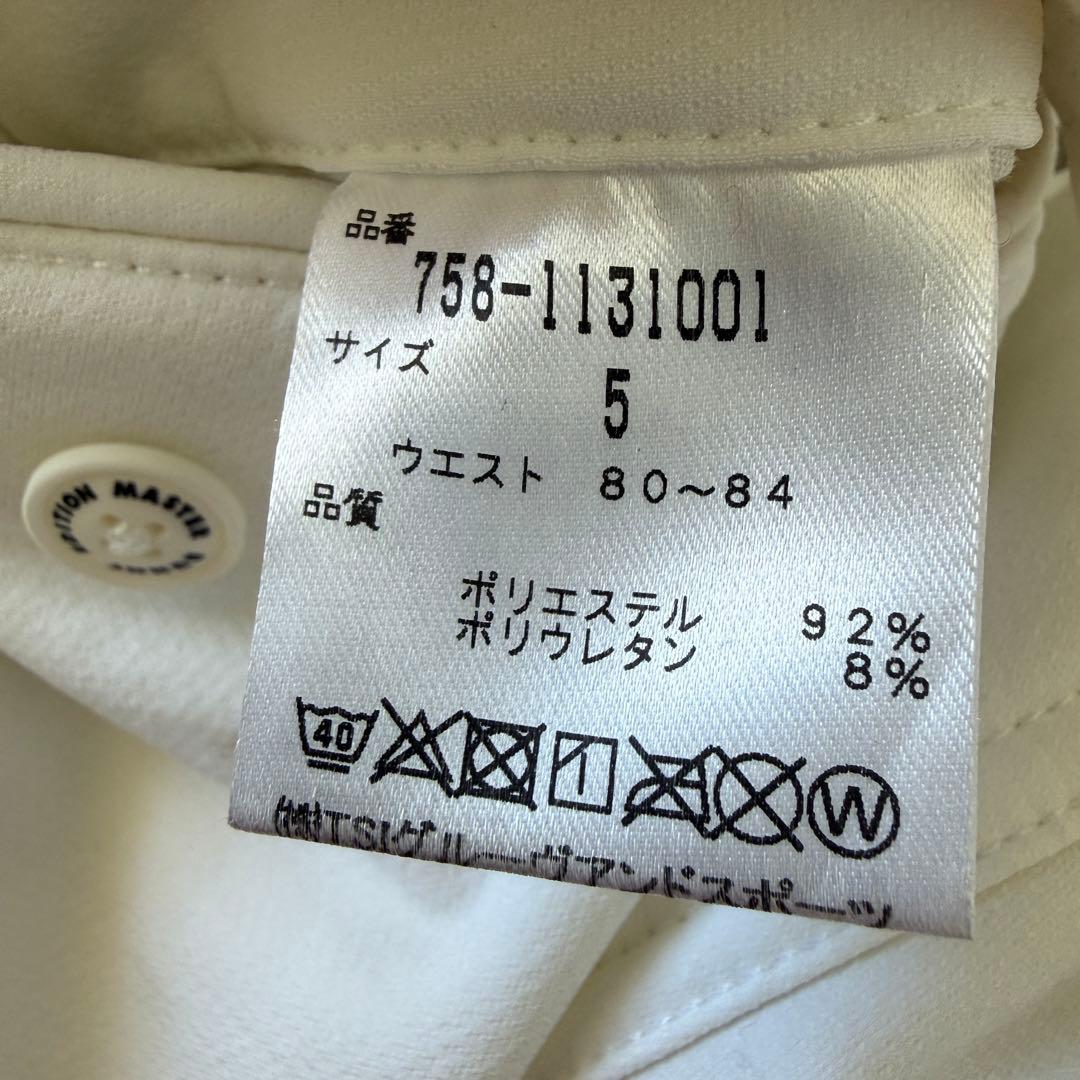 品番
758-1131001
サイズ
5
ウエスト 80～84
品質
ポリエステル 92%
ポリウレタン 8%
40
W
㈱TSIグルーヴアンドスポーツ
MASTER